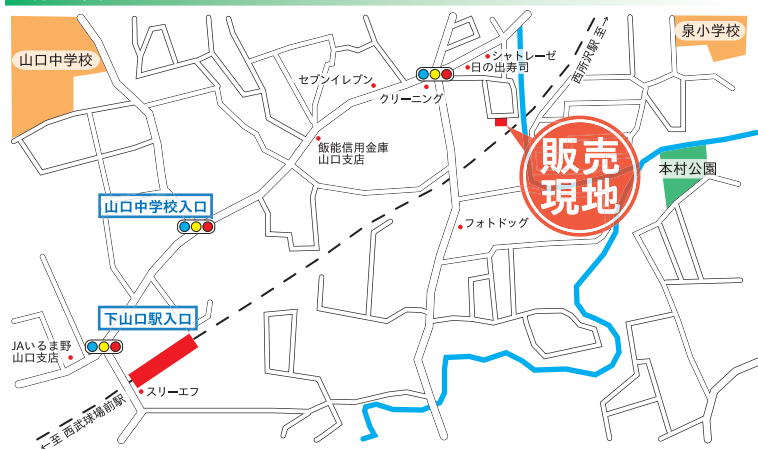 山口中学校
泉小学校
西所沢駅 至→
シャトレーゼ
日の出寿司
セブンイレブン
クリーニング
飯能信用金庫
山口支店
販売
現地
本村公園
山口中学校入口
フォトドッグ
下山口駅入口
JAいるま野
山口支店
スリーエフ
←至 西武球場前駅